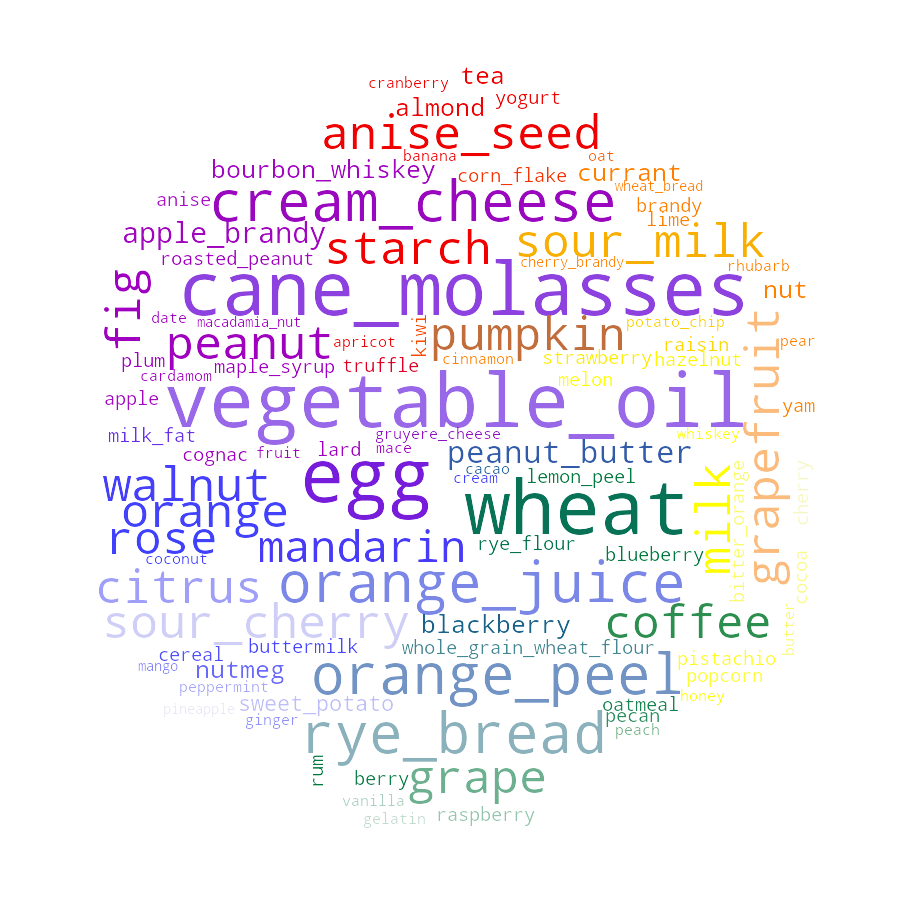 tea
cranberry
yogurt
almond
anise_seed
banana
oat
bourbon_whiskey
corn_flake
currant
wheat_bread
anise
cream_cheese
brandy
lime
apple_brandy
starch
sour_milk
roasted_peanut
cherry_brandy
rhubarb
fig
cane_molasses
nut
date
macadamia_nut
kiwi
pumpkin
potato_chip
grapefruit
peanut
apricot
raisin
pear
plum
maple_syrup
truffle
cinnamon
strawberry
hazelnut
cardamom
melon
apple
vegetable_oil
yam
milk_fat
gruyere_cheese
whiskey
cognac
fruit
lard
mace
peanut_butter
walnut
egg
cacao
cream
lemon_peel
milk
bitter_orange
cherry
orange
wheat
rose
mandarin
rye_flour
blueberry
coconut
citrus
orange_juice
cocoa
sour_cherry
blackberry
coffee
butter
cereal
buttermilk
whole_grain_wheat_flour
mango
nutmeg
orange_peel
pistachio
popcorn
peppermint
honey
pineapple
sweet_potato
oatmeal
ginger
pecan
rye_bread
peach
rum
berry
grape
vanilla
gelatin
raspberry